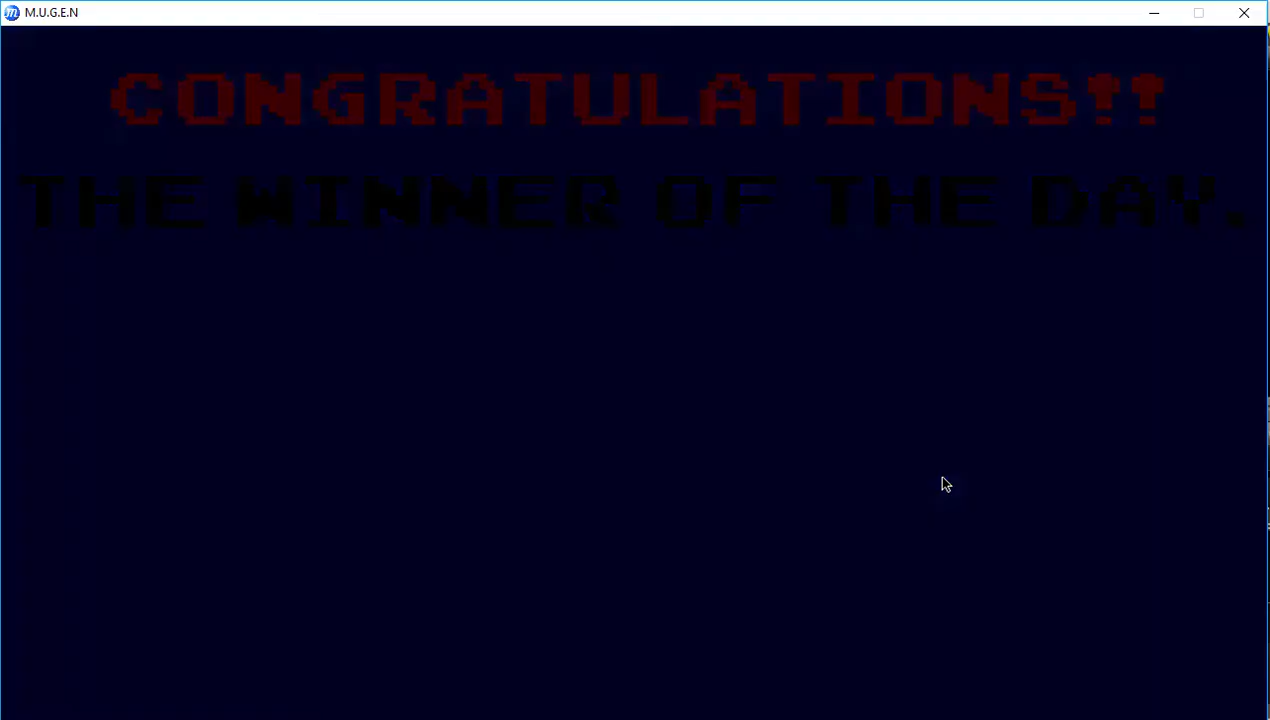 M.U.G.E.N
CONGRATULATIONS!!
THE WINNER OF THE DAY.